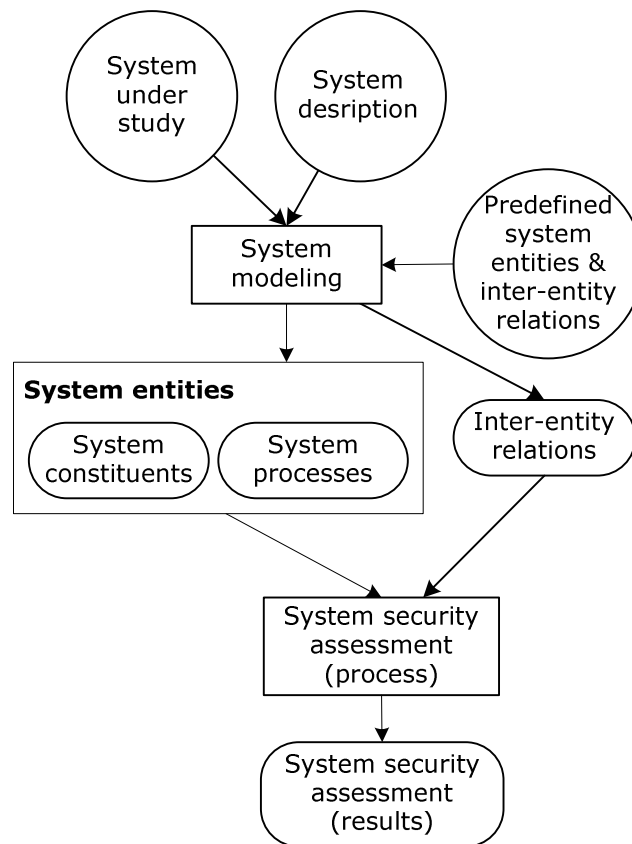 System
under
study
System
desription
Predefined
system
entities &
inter-entity
relations
System
modeling
System entities
System
constituents
System
processes
Inter-entity
relations
System security
assessment
(process)
System security
assessment
(results)